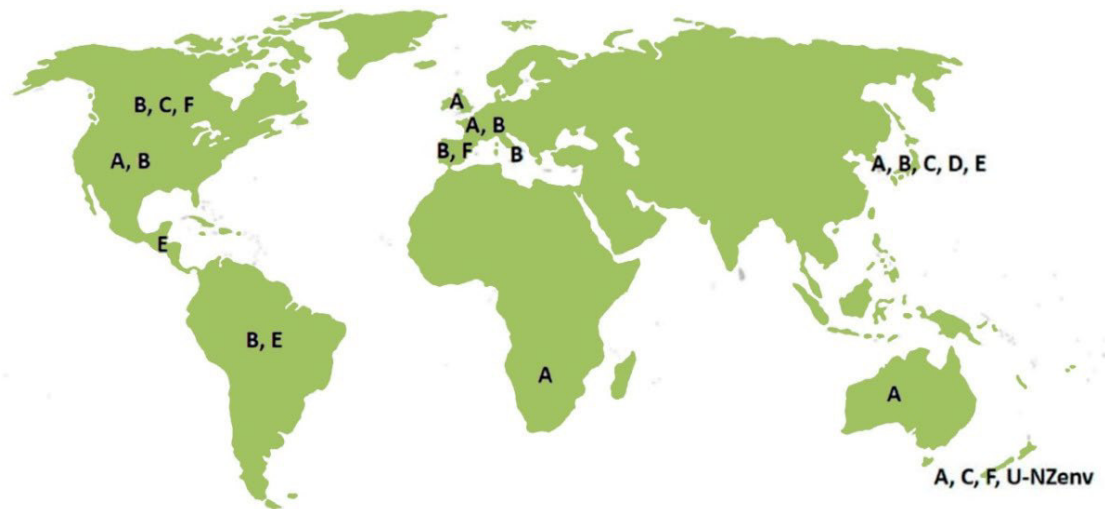 B, C, F
A
A, B
A, B
B, F
B
A, B, C, D, E
E
B, E
A
A
A, C, F, U-NZenv